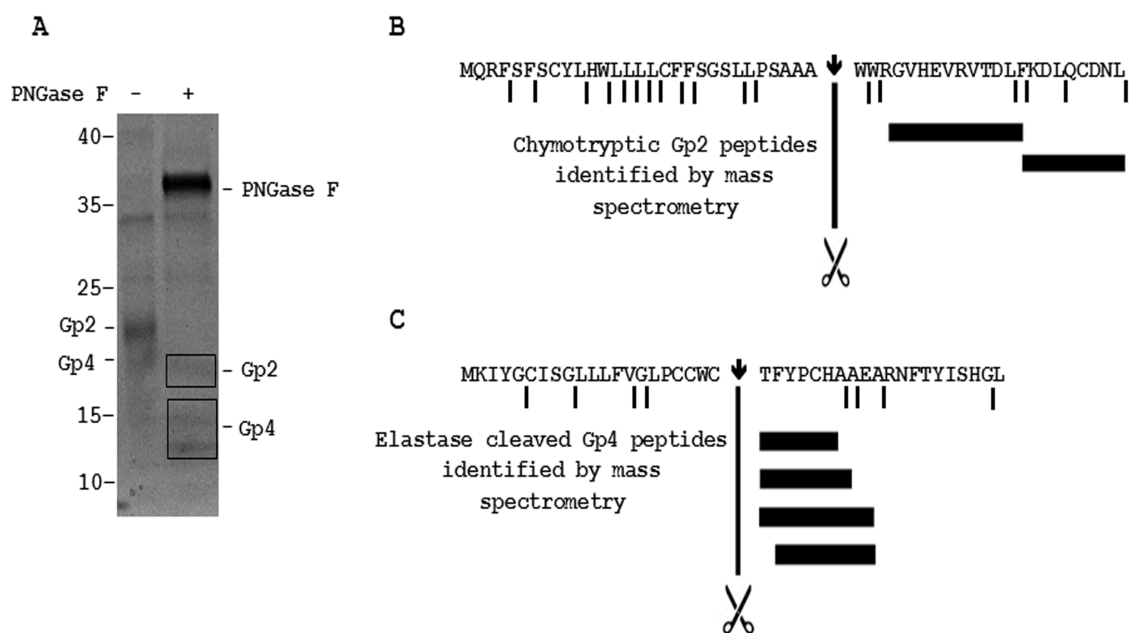 A
PNGase F - +
40-
- PNGase F
35-
25-
Gp2 -
Gp4 -
- Gp2
15-
- Gp4
10-
B
MQRFSFSCYLHWLLLLCFFSGSLLPSAAA WWRGVHEVRVTDLFKDLQCDNL
Chymotryptic Gp2 peptides
identified by mass
spectrometry
C
MKIYGCISGLLLFVGLPCCWC TFYPCHAAEARNFTYISHGL
Elastase cleaved Gp4 peptides
identified by mass
spectrometry